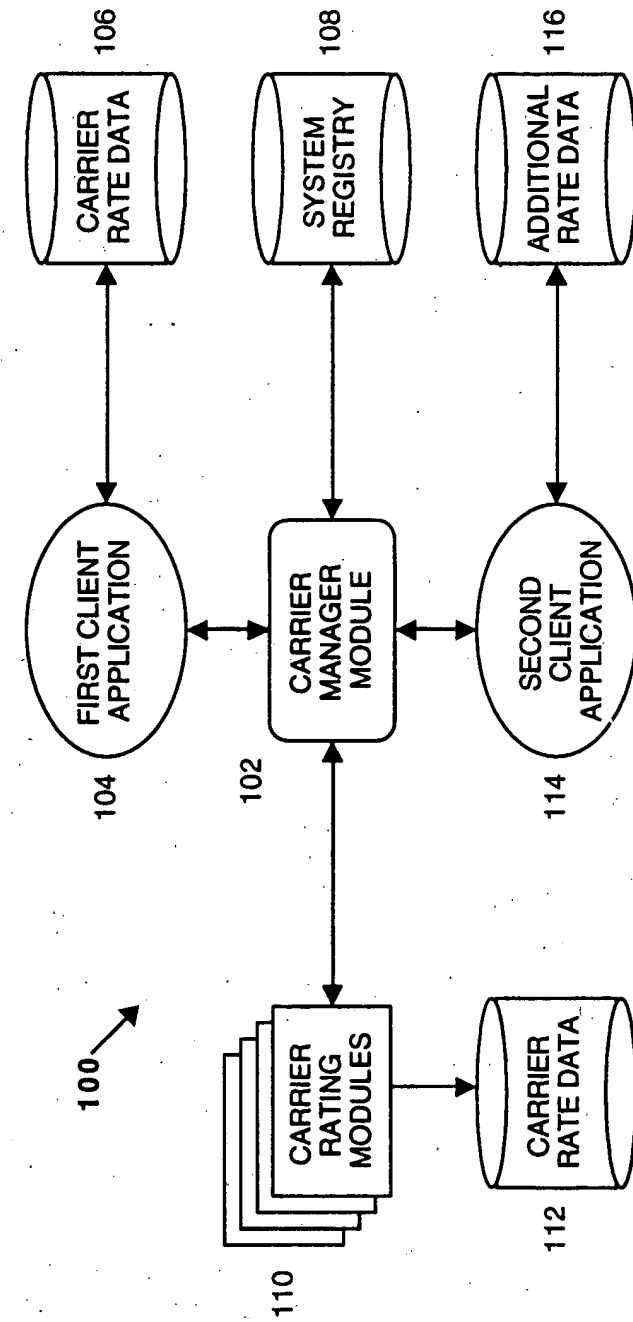 100
110
CARRIER
RATING
MODULES
112
CARRIER RATE DATA
104
FIRST CLIENT
APPLICATION
102
CARRIER
MANAGER
MODULE
114
SECOND
CLIENT
APPLICATION
CARRIER
RATE DATA
106
SYSTEM
REGISTRY
108
ADDITIONAL
RATE DATA
116